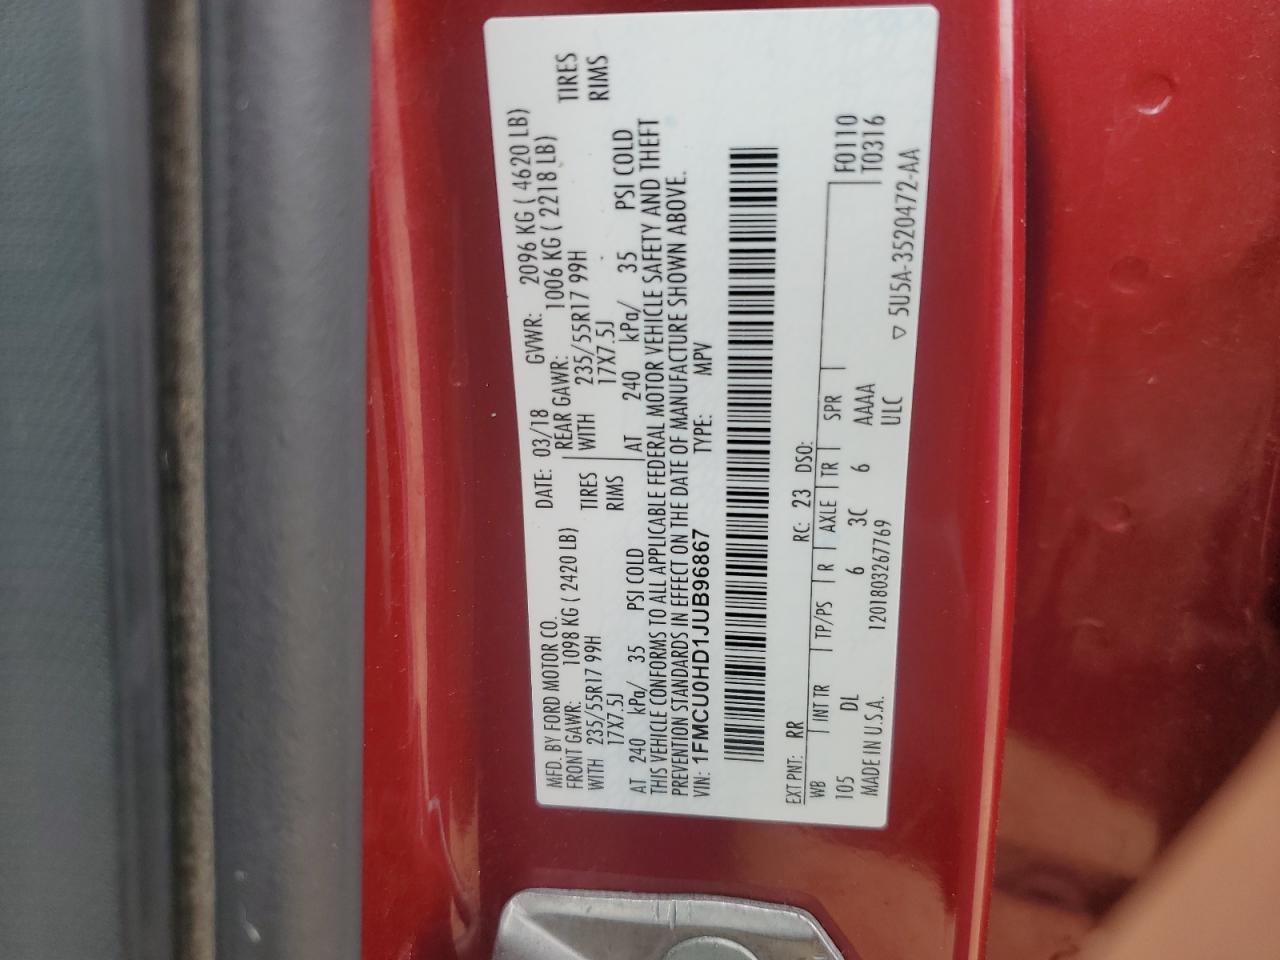 MFD. BY FORD MOTOR CO. DATE: 03/18 GVWR: 2096 KG ( 4620 LB)
FRONT GAWR: 1098 KG ( 2420 LB) REAR GAWR: 1006 KG ( 2218 LB)
WITH 235/55R17 99H TIRES WITH 235/55R17 99H TIRES
17X7.5J RIMS 17X7.5J RIMS
AT 240 kPa/ 35 PSI COLD AT 240 kPa/ 35 PSI COLD
THIS VEHICLE CONFORMS TO ALL APPLICABLE FEDERAL MOTOR VEHICLE SAFETY AND THEFT
PREVENTION STANDARDS IN EFFECT ON THE DATE OF MANUFACTURE SHOWN ABOVE.
VIN: 1FMCU0HD1JUB96867 TYPE: MPV
EXT PNT: RR RC: 23 DSO: F0110
WB INT TR TP/PS R AXLE TR SPR T0316
105 DL 6 3C 6 AAAA
MADE IN U.S.A. 1201803267769 ULC ▽ 5U5A-3520472-AA